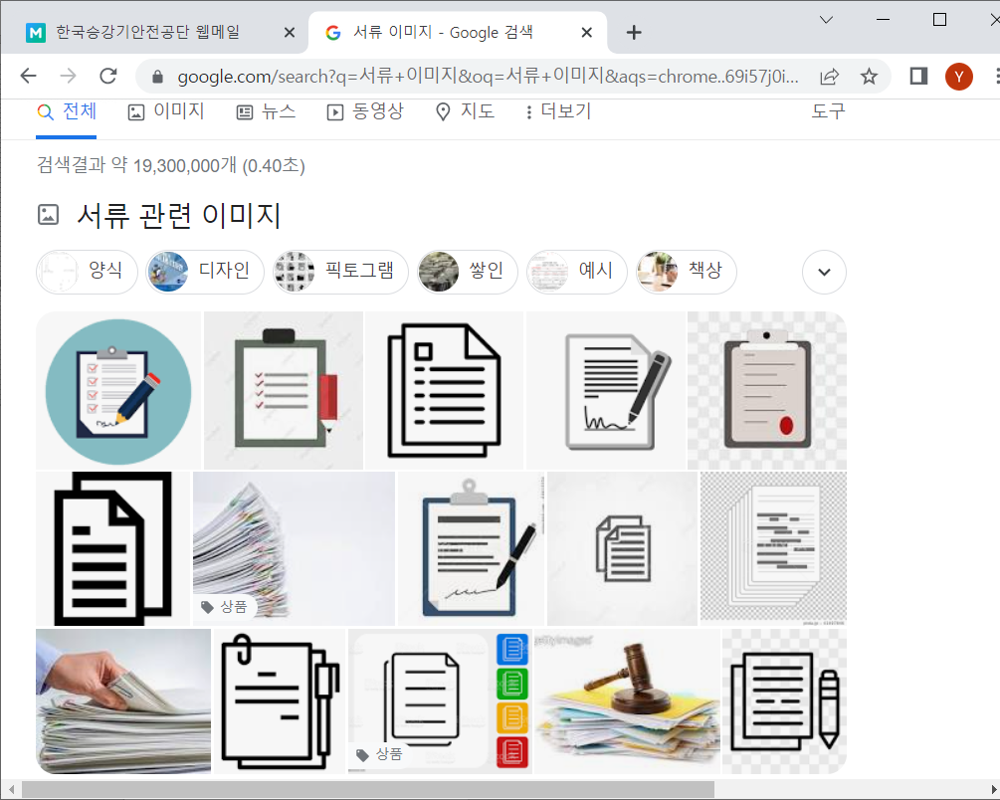 M 한국승강기안전공단 웹메일
서류 이미지 - Google 검색
google.com/search?q=서류+이미지&oq=서류+이미지&aqs=chrome..69i57j0i...
Y
전체 이미지 뉴스 동영상 지도 더보기 도구
검색결과 약 19,300,000개 (0.40초)
서류 관련 이미지
양식 디자인 픽토그램 쌓인 예시 책상
상품
gettyimages
상품